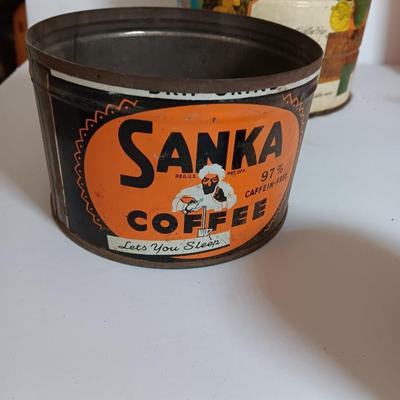 SANKA
REG.U.S. PAT.OFF.
97%
CAFFEIN-FREE
COFFEE
Lets You Sleep